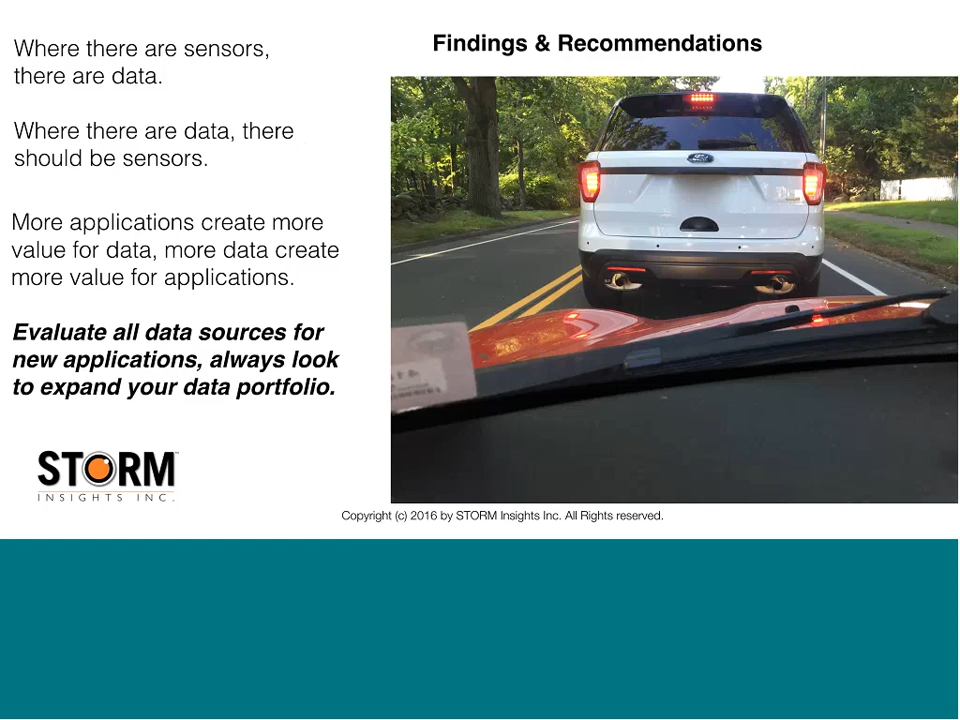 Findings & Recommendations
Where there are sensors,
there are data.
Where there are data, there
should be sensors.
More applications create more
value for data, more data create
more value for applications.
Evaluate all data sources for
new applications, always look
to expand your data portfolio.
STORM
INSIGHTS INC.
Copyright (c) 2016 by STORM Insights Inc. All Rights reserved.